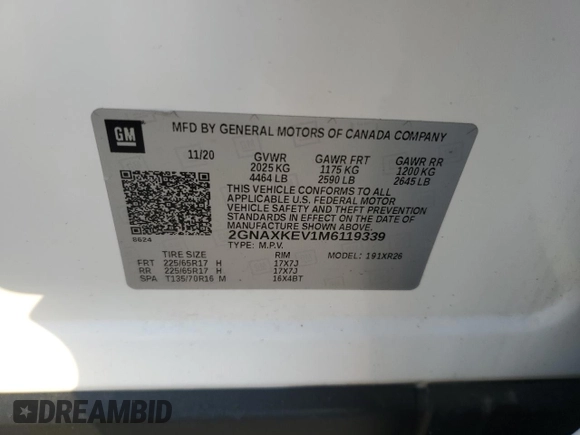 GM
MFD BY GENERAL MOTORS OF CANADA COMPANY
11/20 GVWR GAWR FRT GAWR RR
2025 KG 1175 KG 1200 KG
4464 LB 2590 LB 2645 LB
THIS VEHICLE CONFORMS TO ALL
APPLICABLE U.S. FEDERAL MOTOR
VEHICLE SAFETY AND THEFT PREVENTION
STANDARDS IN EFFECT ON THE DATE OF
MANUFACTURE SHOWN ABOVE.
8624 2GNAXKEV1M6119339
TYPE: M.P.V.
TIRE SIZE RIM MODEL: 191XR26
FRT 225/65R17 H 17X7J
RR 225/65R17 H 17X7J
SPA T135/70R16 M 16X4BT
DREAMBID